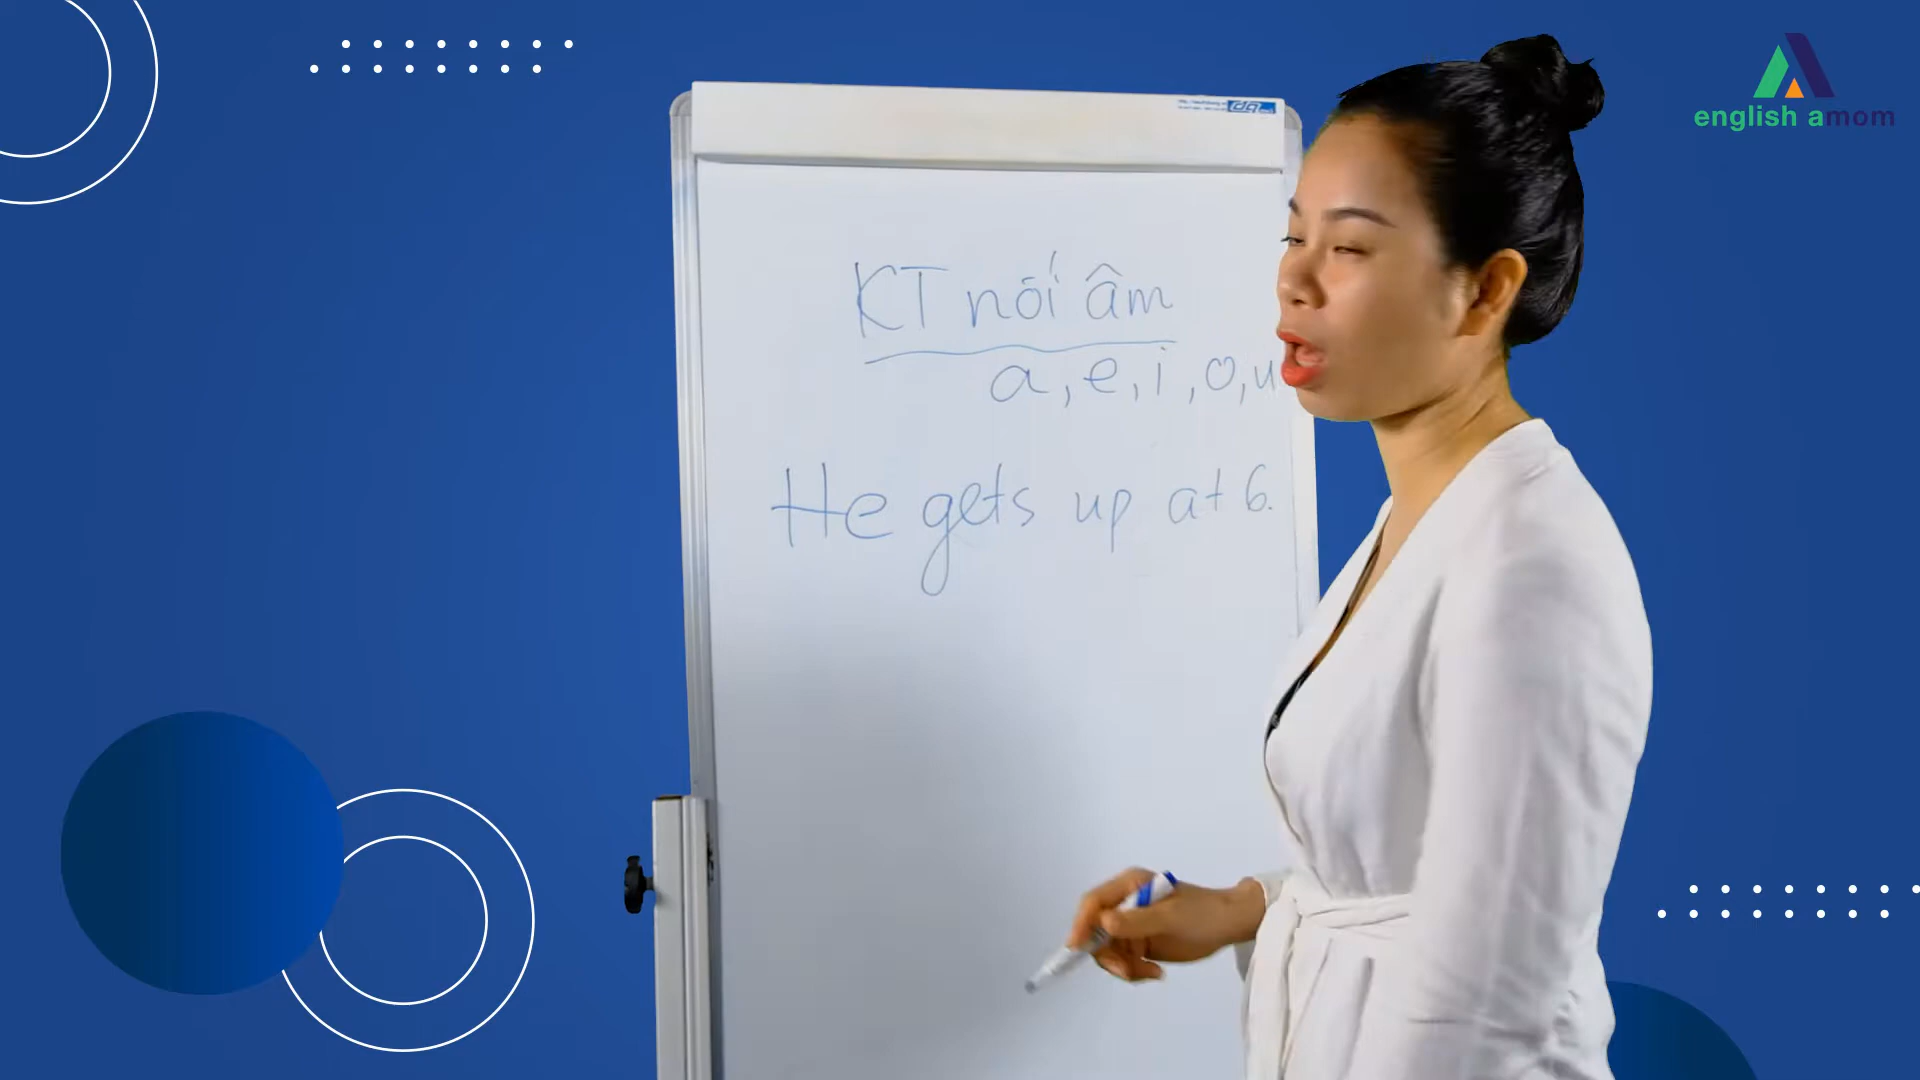 english amom
KT nối âm
a, e, i, o, u
He gets up at 6.